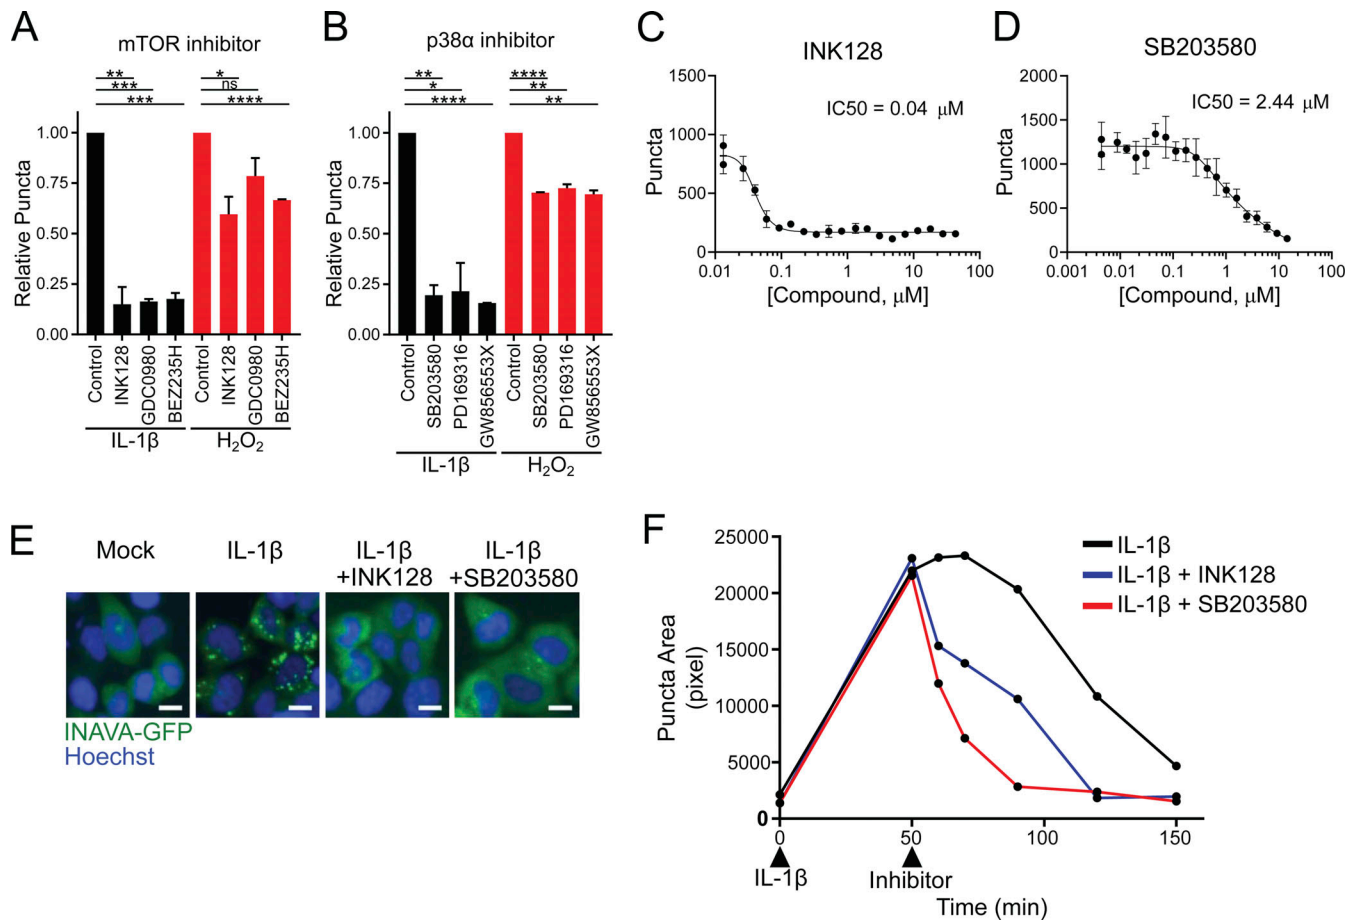 A
mTOR inhibitor
**
***
***
*
ns
****
Relative Puncta
1.00
0.75
0.50
0.25
0.00
Control
INK128
GDC0980
BEZ235H
Control
INK128
GDC0980
BEZ235H
IL-1β
H₂O₂
B
p38α inhibitor
**
*
****
****
**
**
Relative Puncta
1.00
0.75
0.50
0.25
0.00
Control
SB203580
PD169316
GW856553X
Control
SB203580
PD169316
GW856553X
IL-1β
H₂O₂
C
INK128
IC50 = 0.04 μM
Puncta
1500
1000
500
0
0.01
0.1
1
10
100
[Compound, μM]
D
SB203580
IC50 = 2.44 μM
Puncta
2000
1500
1000
500
0
0.001
0.01
0.1
1
10
100
[Compound, μM]
E
Mock
IL-1β
IL-1β
+INK128
IL-1β
+SB203580
INAVA-GFP
Hoechst
F
IL-1β
IL-1β + INK128
IL-1β + SB203580
Puncta Area
(pixel)
25000
20000
15000
10000
5000
0
0
50
100
150
IL-1β
Inhibitor
Time (min)